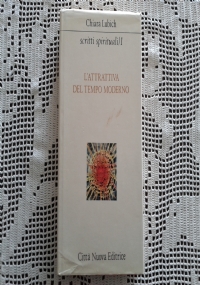 Chiara Lubich
scritti spirituali/1
L'ATTRATTIVA
DEL TEMPO MODERNO
Città Nuova Editrice